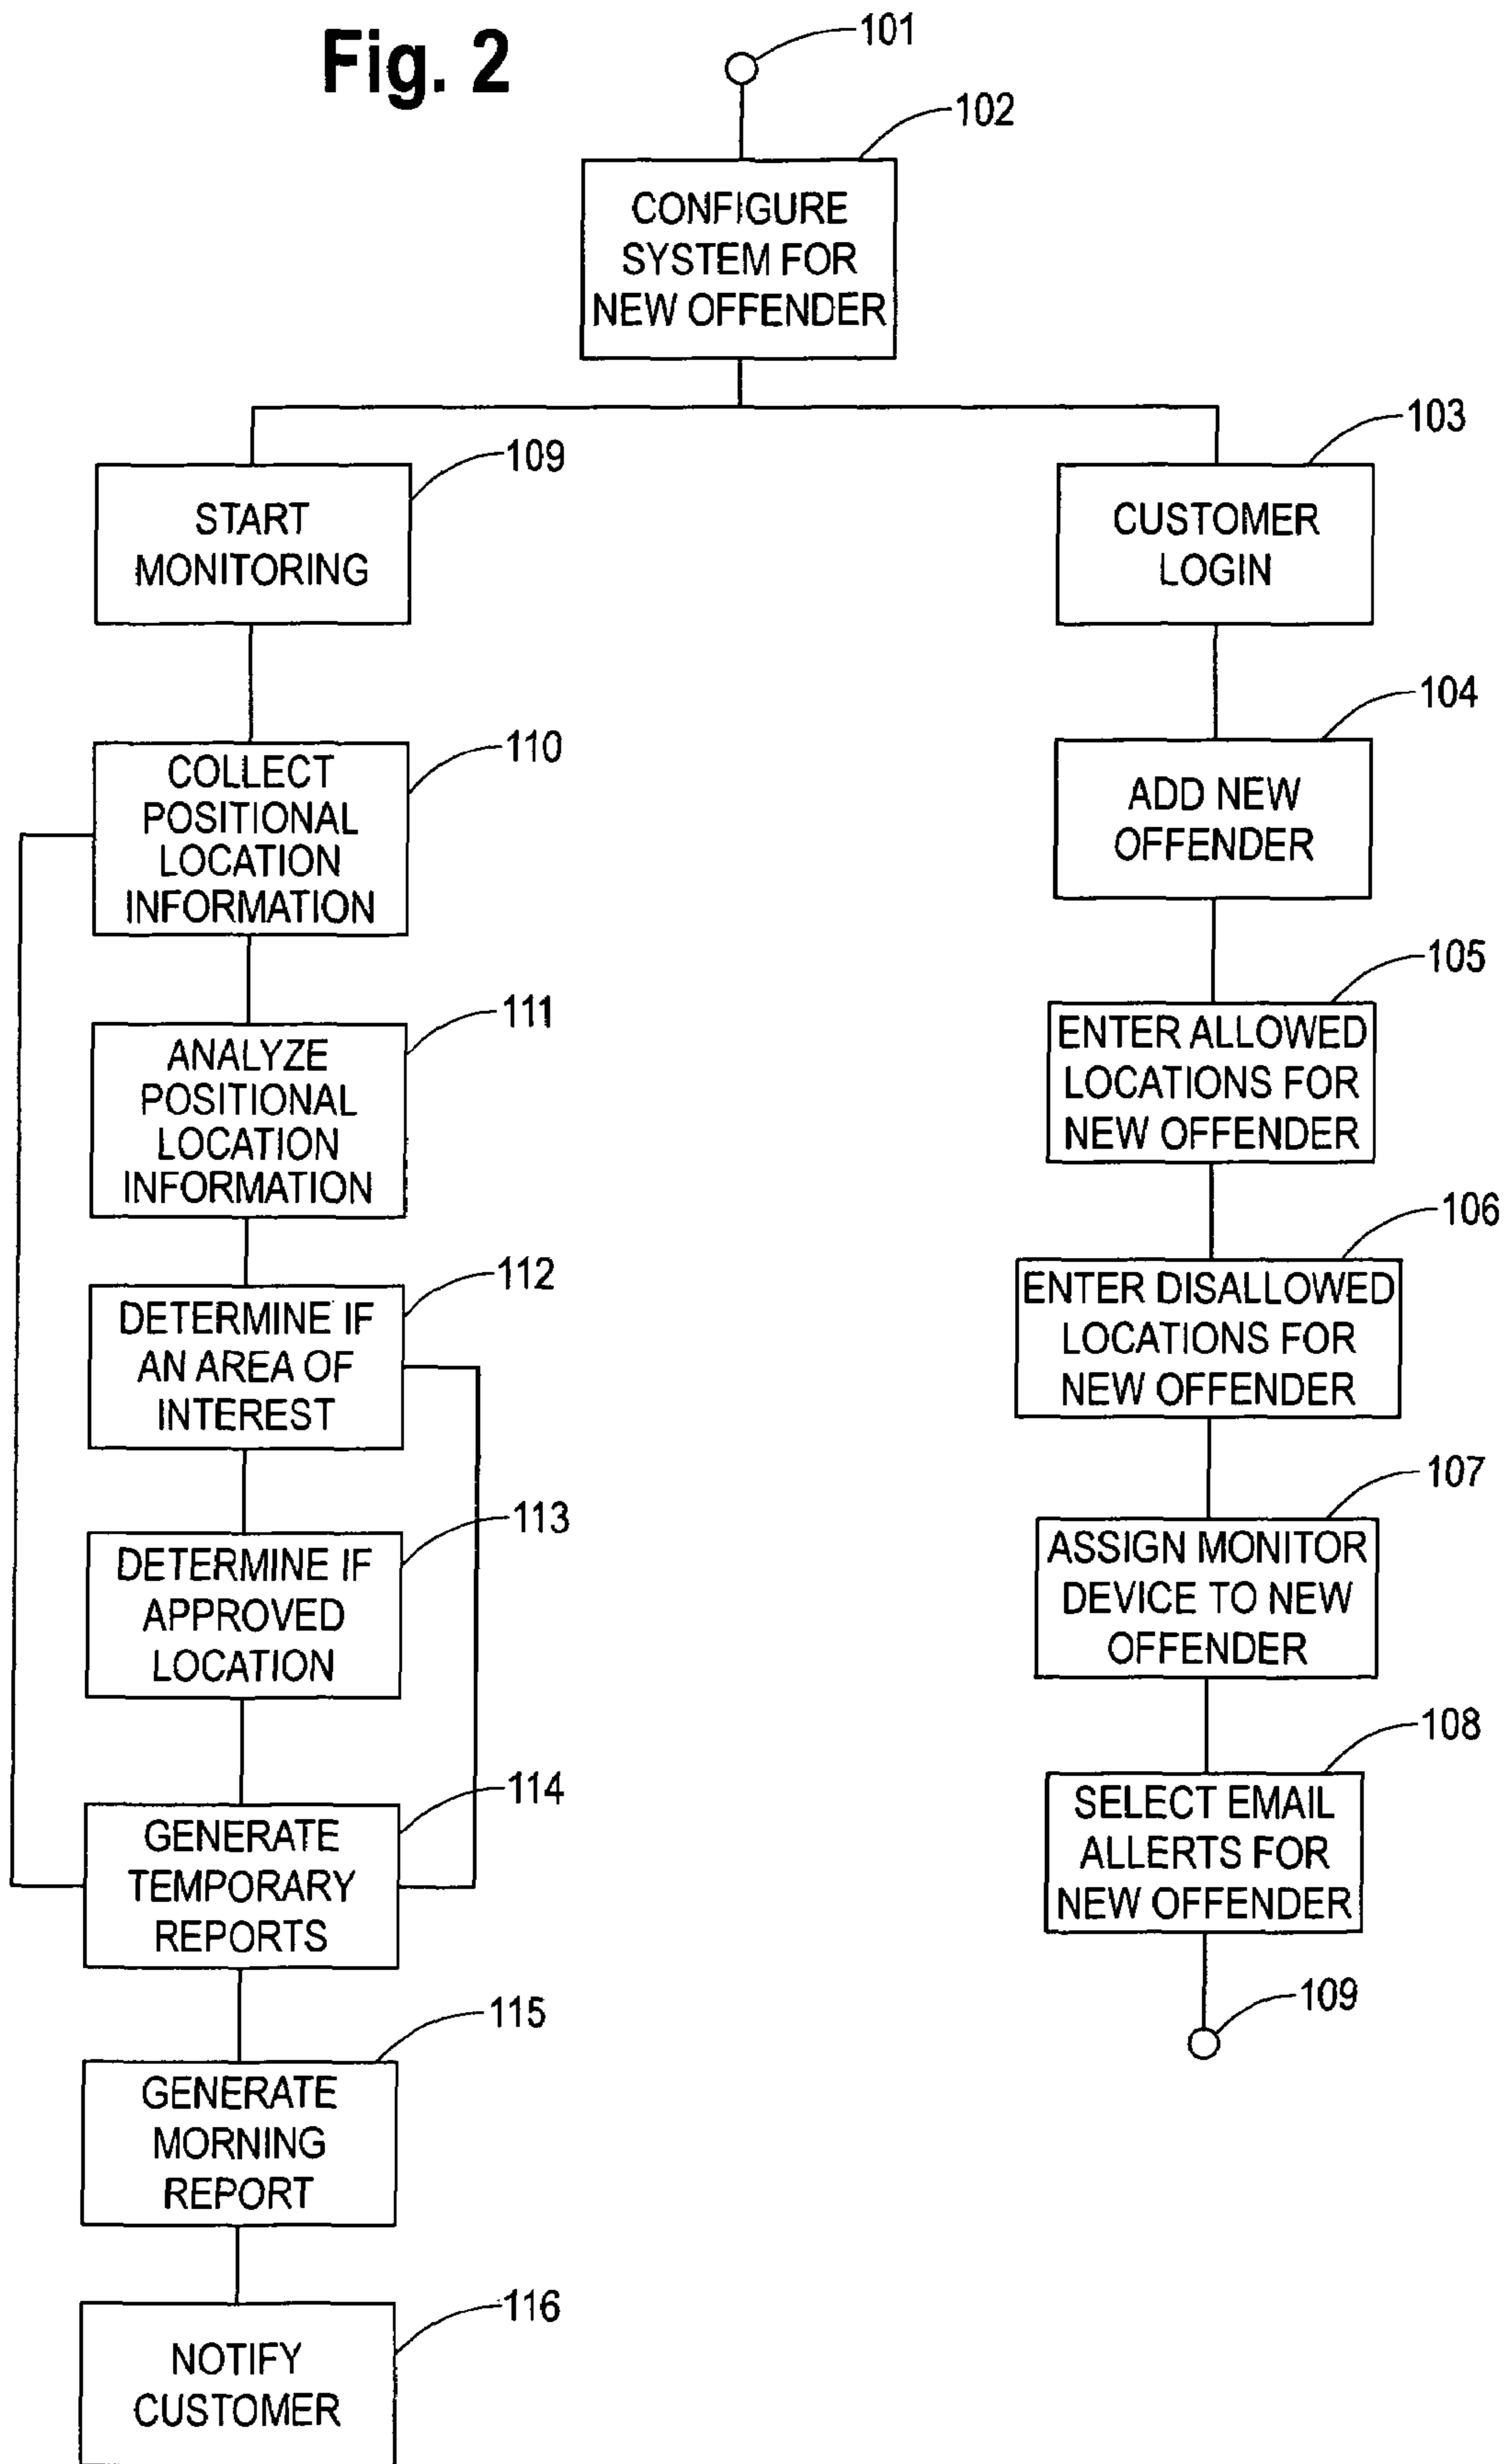 Fig. 2
101
102
CONFIGURE
SYSTEM FOR
NEW OFFENDER
109
START
MONITORING
110
COLLECT
POSITIONAL
LOCATION
INFORMATION
111
ANALYZE
POSITIONAL
LOCATION
INFORMATION
112
DETERMINE IF
AN AREA OF
INTEREST
113
DETERMINE IF
APPROVED
LOCATION
114
GENERATE
TEMPORARY
REPORTS
115
GENERATE
MORNING
REPORT
116
NOTIFY
CUSTOMER
103
CUSTOMER
LOGIN
104
ADD NEW
OFFENDER
105
ENTER ALLOWED
LOCATIONS FOR
NEW OFFENDER
106
ENTER DISALLOWED
LOCATIONS FOR
NEW OFFENDER
107
ASSIGN MONITOR
DEVICE TO NEW
OFFENDER
108
SELECT EMAIL
ALLERTS FOR
NEW OFFENDER
109